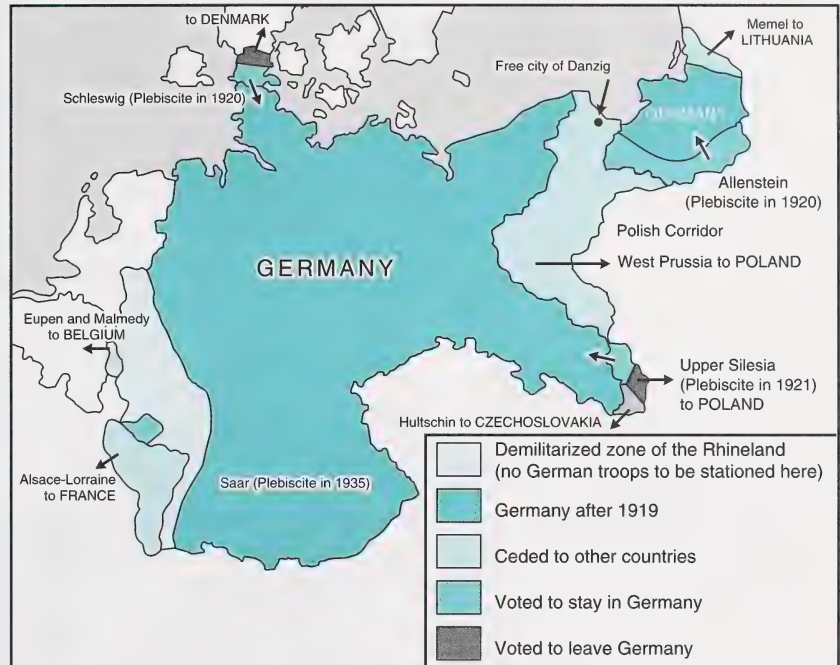 to DENMARK
Schleswig (Plebiscite in 1920)
Free city of Danzig
Memel to
LITHUANIA
GERMANY
Allenstein
(Plebiscite in 1920)
Polish Corridor
West Prussia to POLAND
GERMANY
Eupen and Malmedy
to BELGIUM
Upper Silesia
(Plebiscite in 1921)
to POLAND
Hultschin to CZECHOSLOVAKIA
Alsace-Lorraine
to FRANCE
Saar (Plebiscite in 1935)
Demilitarized zone of the Rhineland
(no German troops to be stationed here)
Germany after 1919
Ceded to other countries
Voted to stay in Germany
Voted to leave Germany